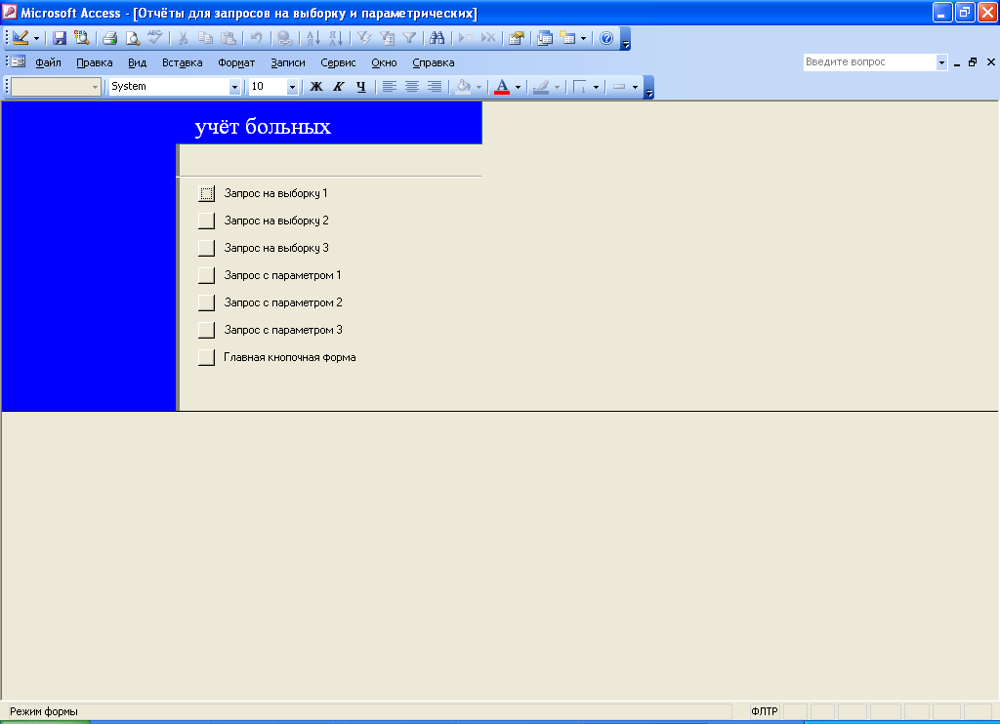 Microsoft Access - [Отчёты для запросов на выборку и параметрических]
Файл Правка Вид Вставка Формат Записи Сервис Окно Справка Введите вопрос
System 10 Ж К Ч А
учёт больных
Запрос на выборку 1
Запрос на выборку 2
Запрос на выборку 3
Запрос с параметром 1
Запрос с параметром 2
Запрос с параметром 3
Главная кнопочная форма
Режим формы ФЛТР